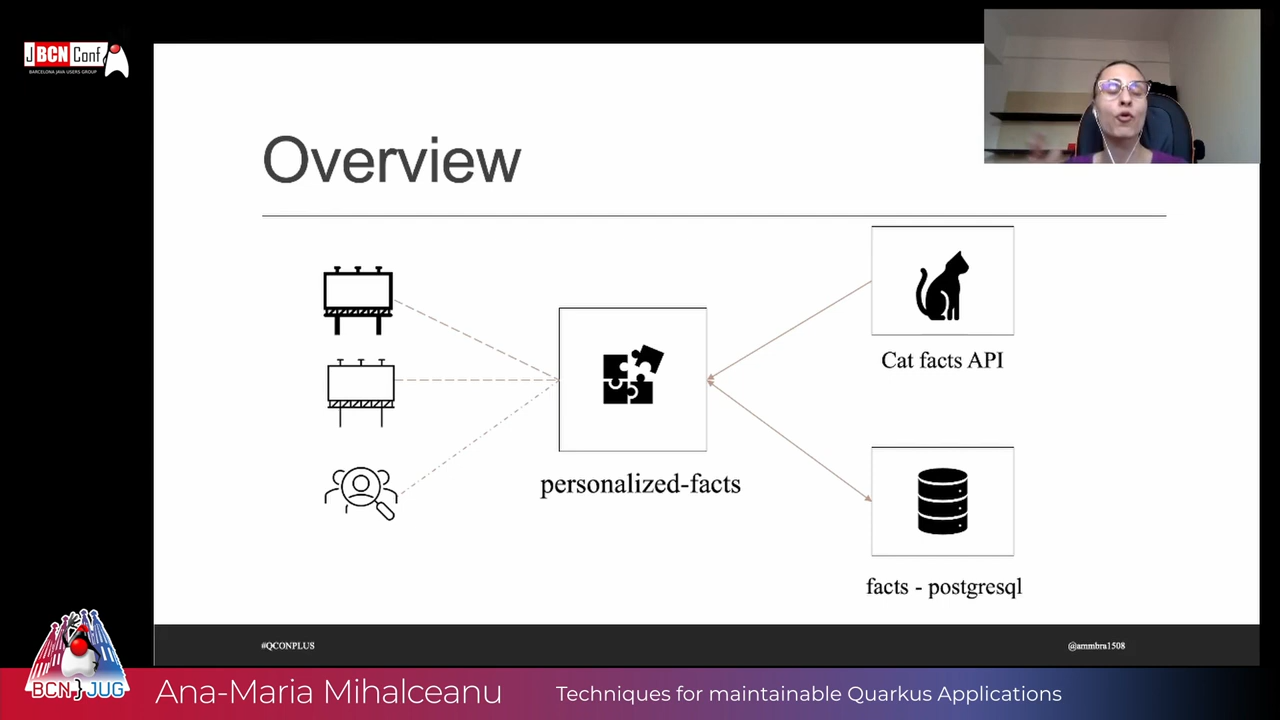 JBCNConf
BARCELONA JAVA USERS GROUP
Overview
Cat facts API
personalized-facts
facts - postgresql
#QCONPLUS
@ammbra1508
BCN}JUG
Ana-Maria Mihalceanu
Techniques for maintainable Quarkus Applications